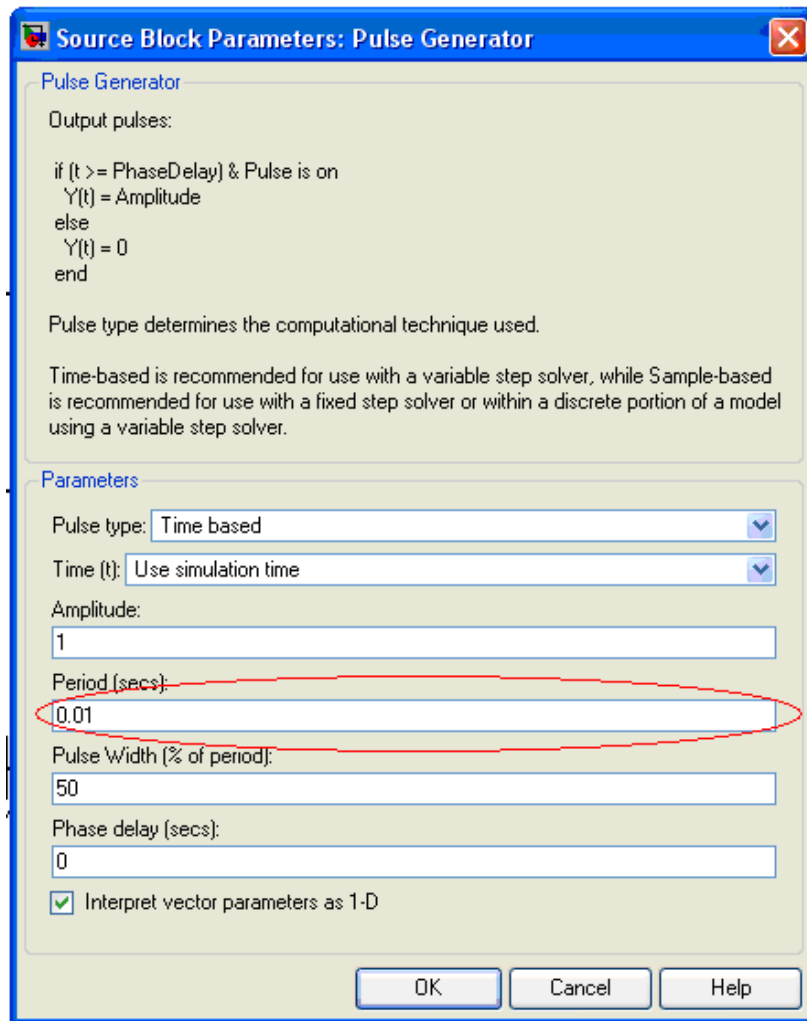 Source Block Parameters: Pulse Generator
Pulse Generator
Output pulses:
if (t >= PhaseDelay) & Pulse is on
Y(t) = Amplitude
else
Y(t) = 0
end
Pulse type determines the computational technique used.
Time-based is recommended for use with a variable step solver, while Sample-based
is recommended for use with a fixed step solver or within a discrete portion of a model
using a variable step solver.
Parameters
Pulse type: Time based
Time (t): Use simulation time
Amplitude:
1
Period (secs):
0.01
Pulse Width (% of period):
50
Phase delay (secs):
0
Interpret vector parameters as 1-D
OK Cancel Help